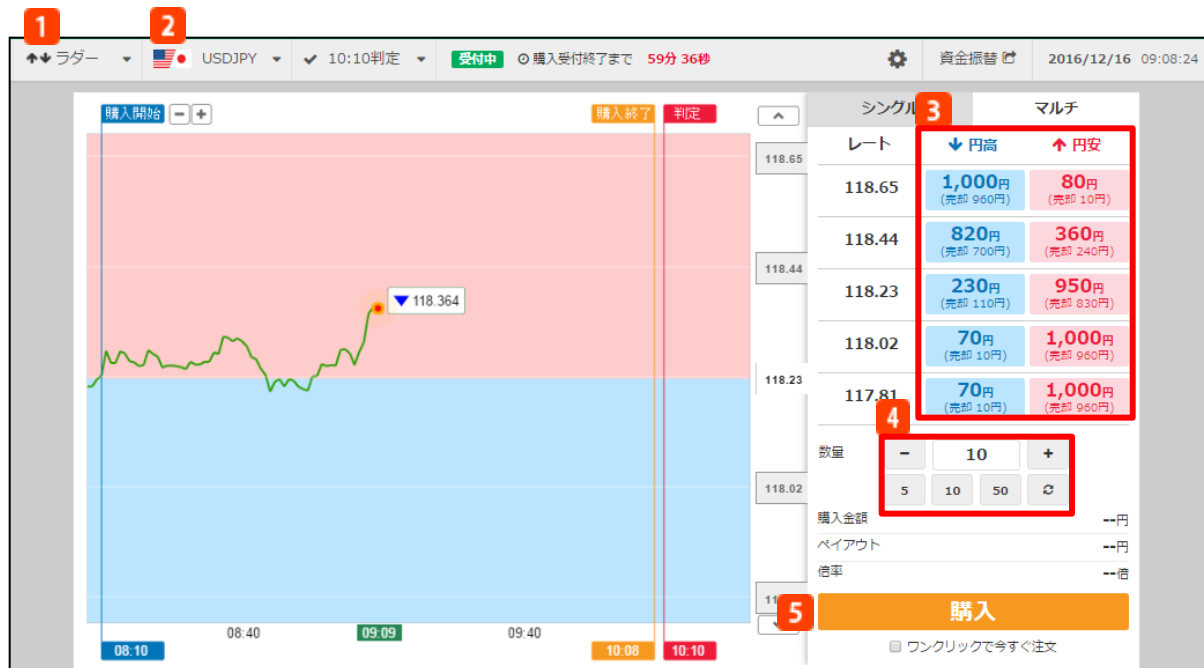 1
2
ラダー
USDJPY
10:10判定
受付中
購入受付終了まで 59分 36秒
資金振替
2016/12/16 09:08:24
購入開始 − +
購入終了
判定
118.65
118.44
118.364
118.23
118.02
11
08:40
09:09
09:40
08:10
10:08
10:10
シングル
3
マルチ
レート 円高 円安
118.65 1,000円 80円
(売却 960円) (売却 10円)
118.44 820円 360円
(売却 700円) (売却 240円)
118.23 230円 950円
(売却 110円) (売却 830円)
118.02 70円 1,000円
(売却 10円) (売却 960円)
117.81 70円 1,000円
(売却 10円) (売却 960円)
4
数量 − 10 +
5 10 50
購入金額 --円
ペイアウト --円
倍率 --倍
5
購入
ワンクリックで今すぐ注文